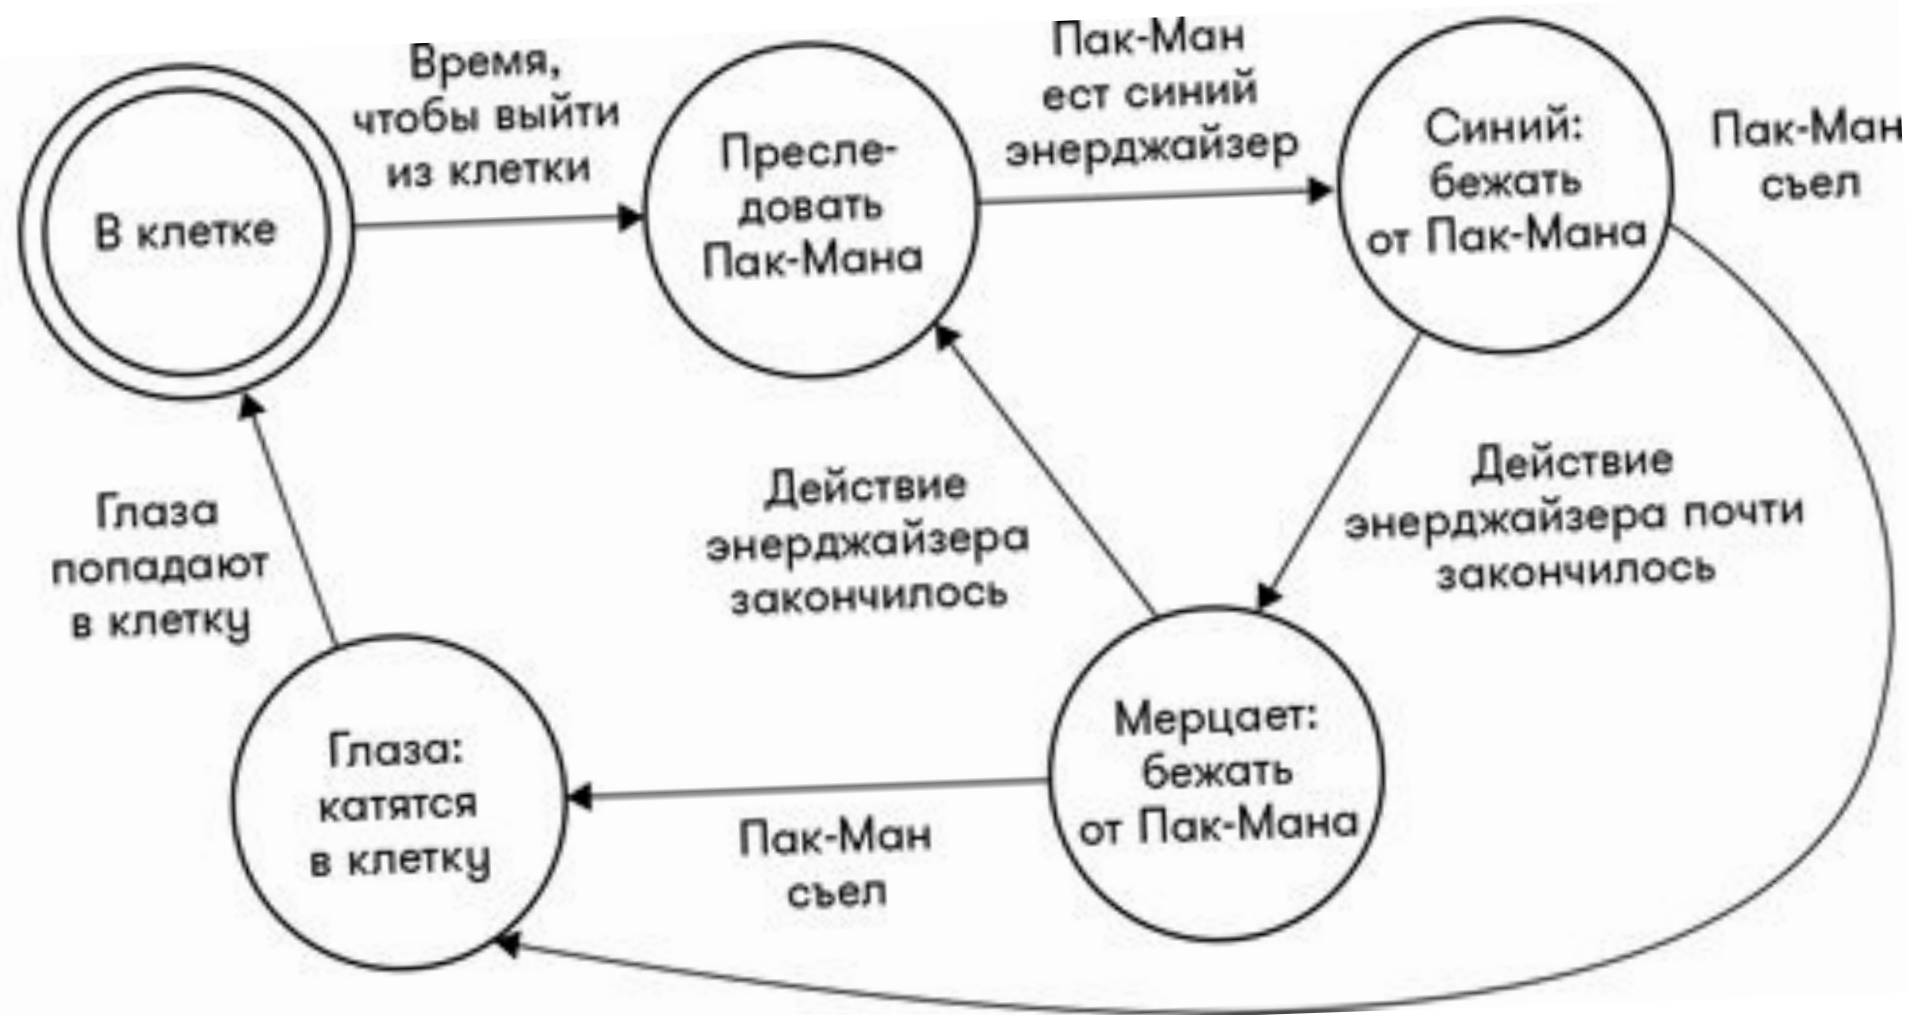 Время,
чтобы выйти
из клетки
Пак-Ман
ест синий
энерджайзер
Пак-Ман
съел
В клетке
Пресле-
довать
Пак-Мана
Синий:
бежать
от Пак-Мана
Глаза
попадают
в клетку
Действие
энерджайзера
закончилось
Действие
энерджайзера почти
закончилось
Глаза:
катятся
в клетку
Пак-Ман
съел
Мерцает:
бежать
от Пак-Мана